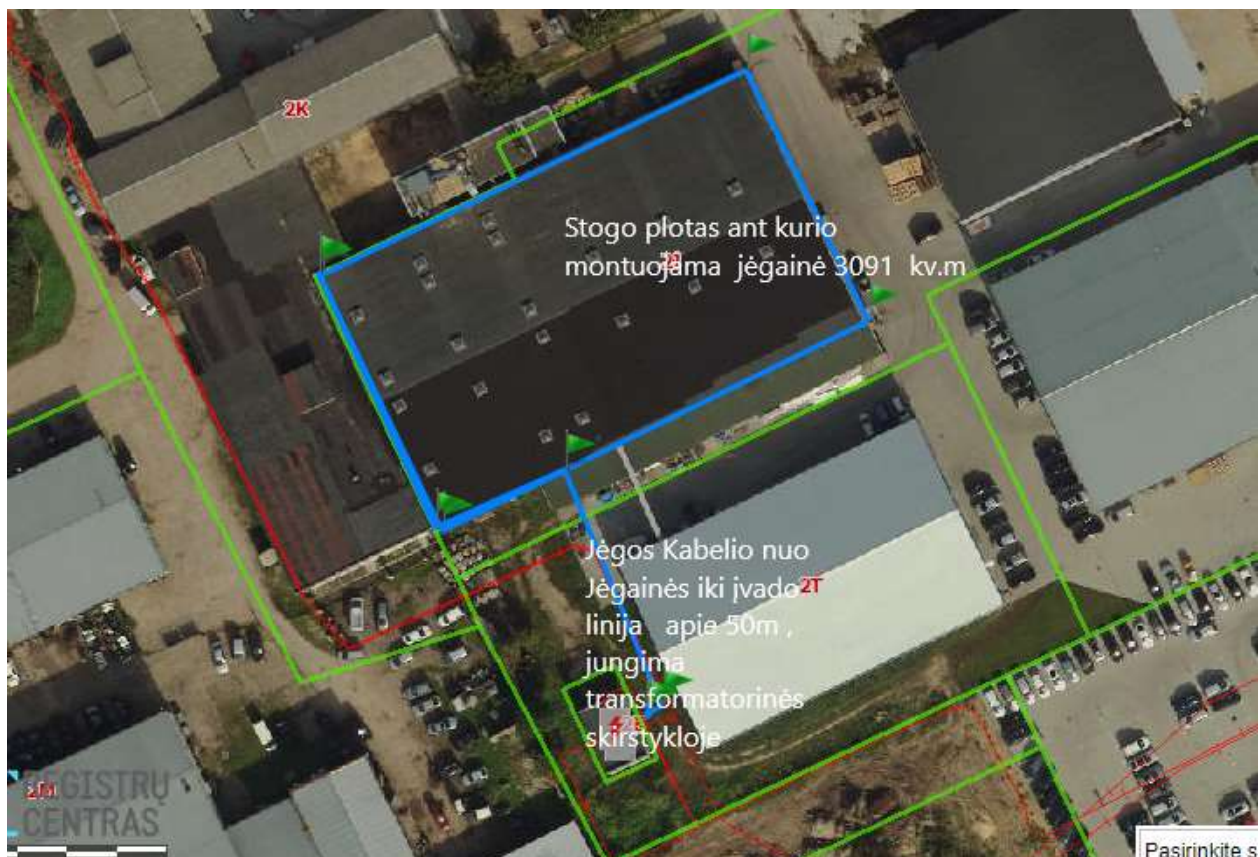 2K
Stogo plotas ant kurio
montuojama jėgainė 3091 kv.m
Jėgos Kabelio nuo
Jėgainės iki įvado
2T
linija apie 50m ,
jungima
transformatorinės
skirstykloje
REGISTRŲ
CENTRAS
Pasirinkite s